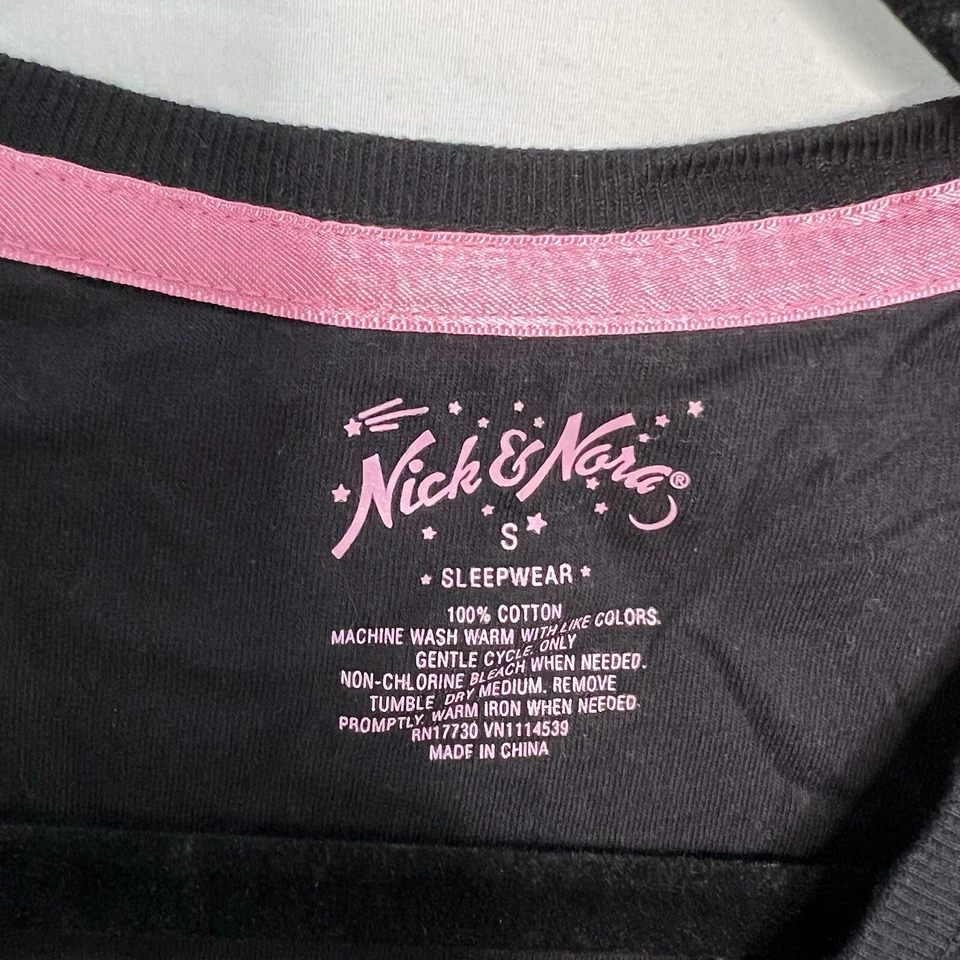 Nick & Nora®
S
SLEEPWEAR
100% COTTON
MACHINE WASH WARM WITH LIKE COLORS.
GENTLE CYCLE. ONLY
NON-CHLORINE BLEACH WHEN NEEDED.
TUMBLE DRY MEDIUM. REMOVE
PROMPTLY. WARM IRON WHEN NEEDED.
RN17730 VN1114539
MADE IN CHINA